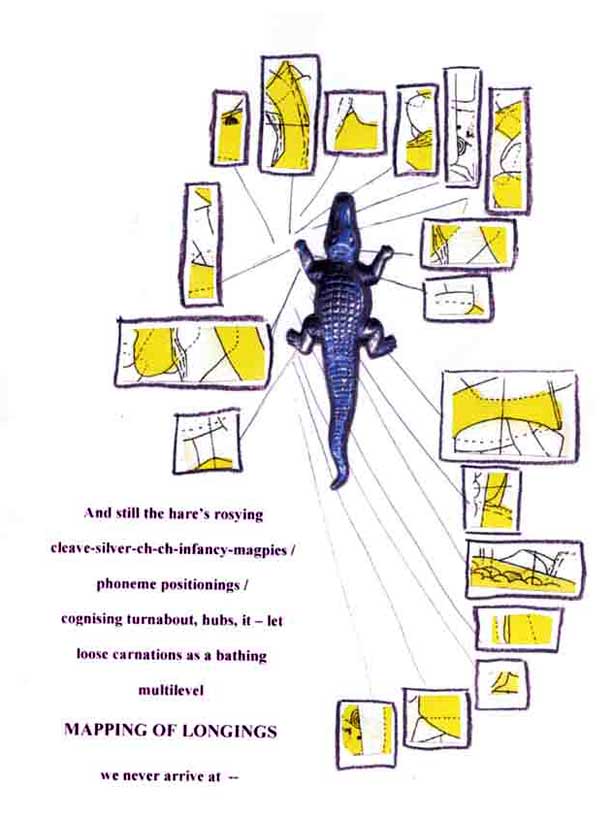 And still the hare's rosying
cleave-silver-ch-ch-infancy-magpies /
phoneme positionings /
cognising turnabout, hubs, it – let
loose carnations as a bathing
multilevel
MAPPING OF LONGINGS
we never arrive at --